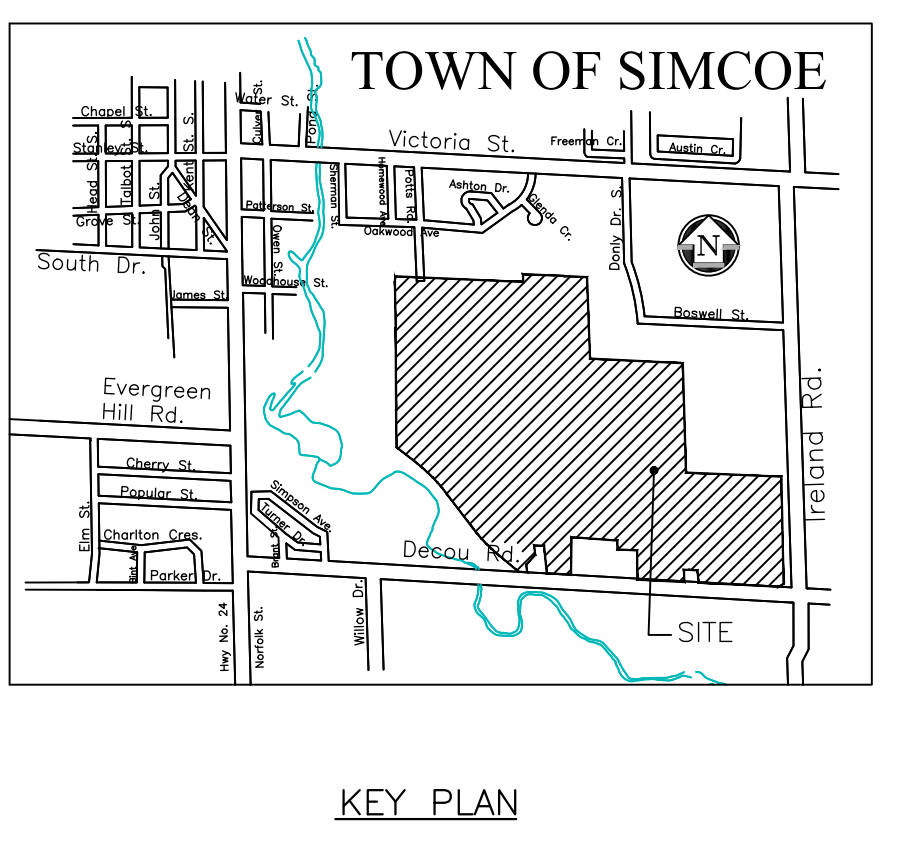 TOWN OF SIMCOE
Water St.
Culver St.
Pond St.
Chapel St.
Stanley St.
Head St. S.
Talbot St. S.
Kent St. S.
John St.
Dean St.
Grove St.
South Dr.
James St.
Victoria St.
Freeman Cr.
Austin Cr.
Sherman St.
Homewood Ave
Potts Rd.
Ashton Dr.
Glenda Cr.
Oakwood Ave
Patterson St.
Owen St.
Woodhouse St.
Donly Dr. S.
N
Boswell St.
Ireland Rd.
Evergreen
Hill Rd.
Cherry St.
Popular St.
Elm St.
Charlton Cres.
Parker Dr.
Simpson Ave.
Turner Dr.
Brant St.
Decou Rd.
Hwy No. 24
Norfolk St.
Willow Dr.
SITE
KEY PLAN